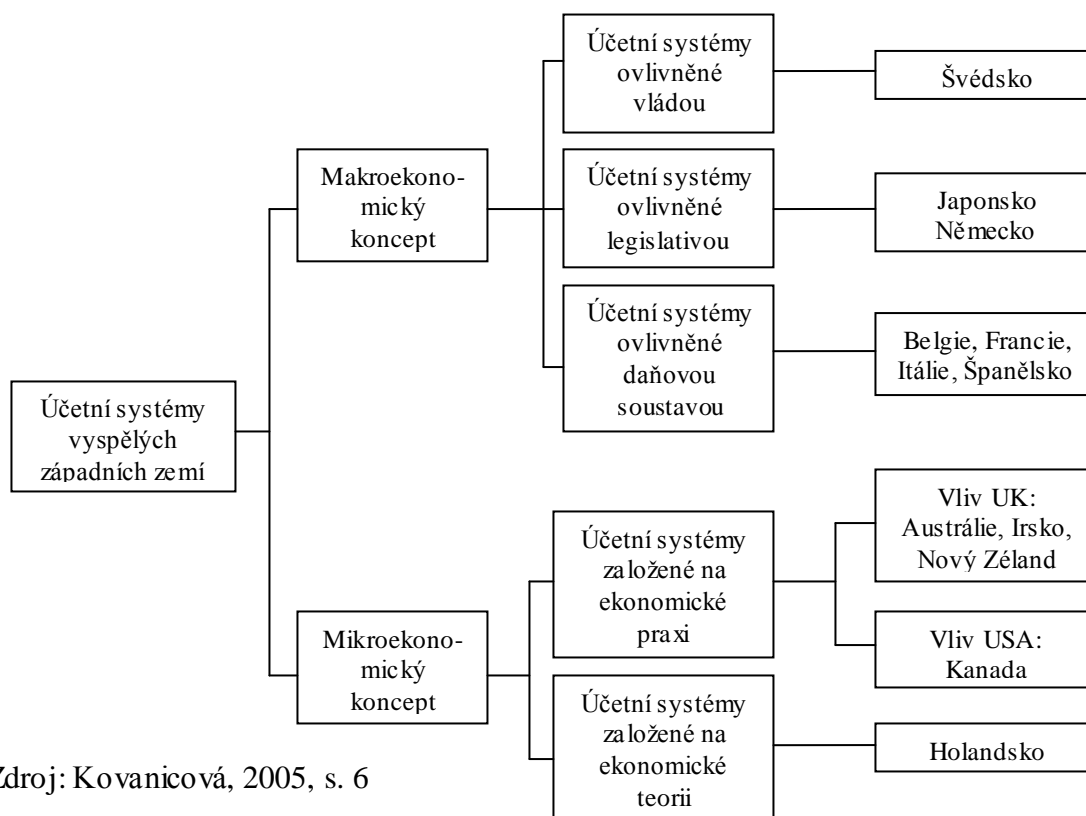 Účetní systémy
vyspělých
západních zemí
Makroekono-
mický
koncept
Účetní systémy
ovlivněné
vládou
Švédsko
Účetní systémy
ovlivněné
legislativou
Japonsko
Německo
Účetní systémy
ovlivněné
daňovou
soustavou
Belgie, Francie,
Itálie, Španělsko
Mikroekono-
mický
koncept
Účetní systémy
založené na
ekonomické
praxi
Vliv UK:
Austrálie, Irsko,
Nový Zéland
Vliv USA:
Kanada
Účetní systémy
založené na
ekonomické
teorii
Holandsko
Zdroj: Kovanicová, 2005, s. 6